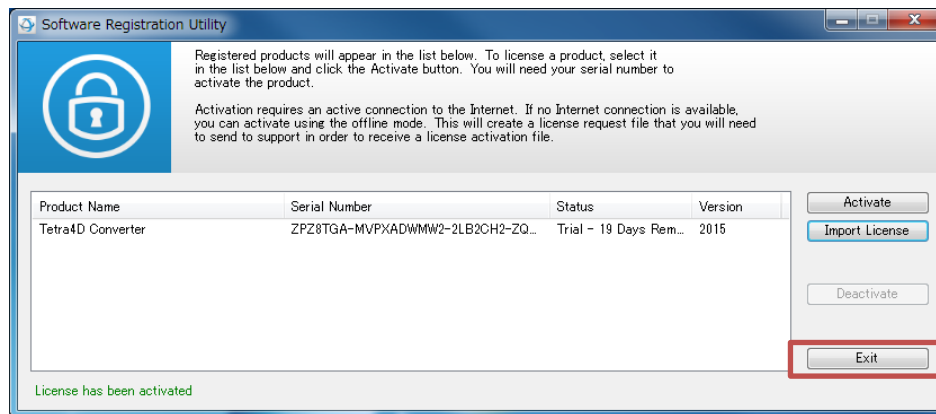 Software Registration Utility
Registered products will appear in the list below. To license a product, select it
in the list below and click the Activate button. You will need your serial number to
activate the product.
Activation requires an active connection to the Internet. If no Internet connection is available,
you can activate using the offline mode. This will create a license request file that you will need
to send to support in order to receive a license activation file.
Product Name Serial Number Status Version
Tetra4D Converter ZPZ8TGA-MVPXADWMW2-2LB2CH2-ZQ... Trial - 19 Days Rem... 2015
Activate
Import License
Deactivate
Exit
License has been activated